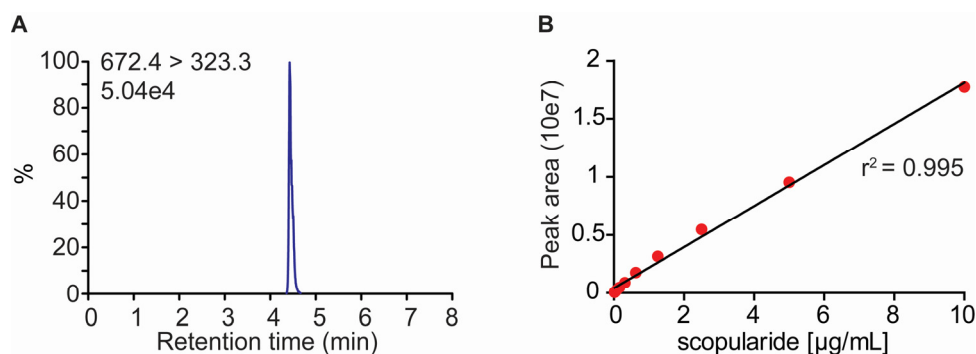 A
672.4 > 323.3
5.04e4
100
80
60
40
20
0
%
0 1 2 3 4 5 6 7 8
Retention time (min)
B
2
1.5
1
0.5
0
Peak area (10e7)
r² = 0.995
0 2 4 6 8 10
scopularide [µg/mL]